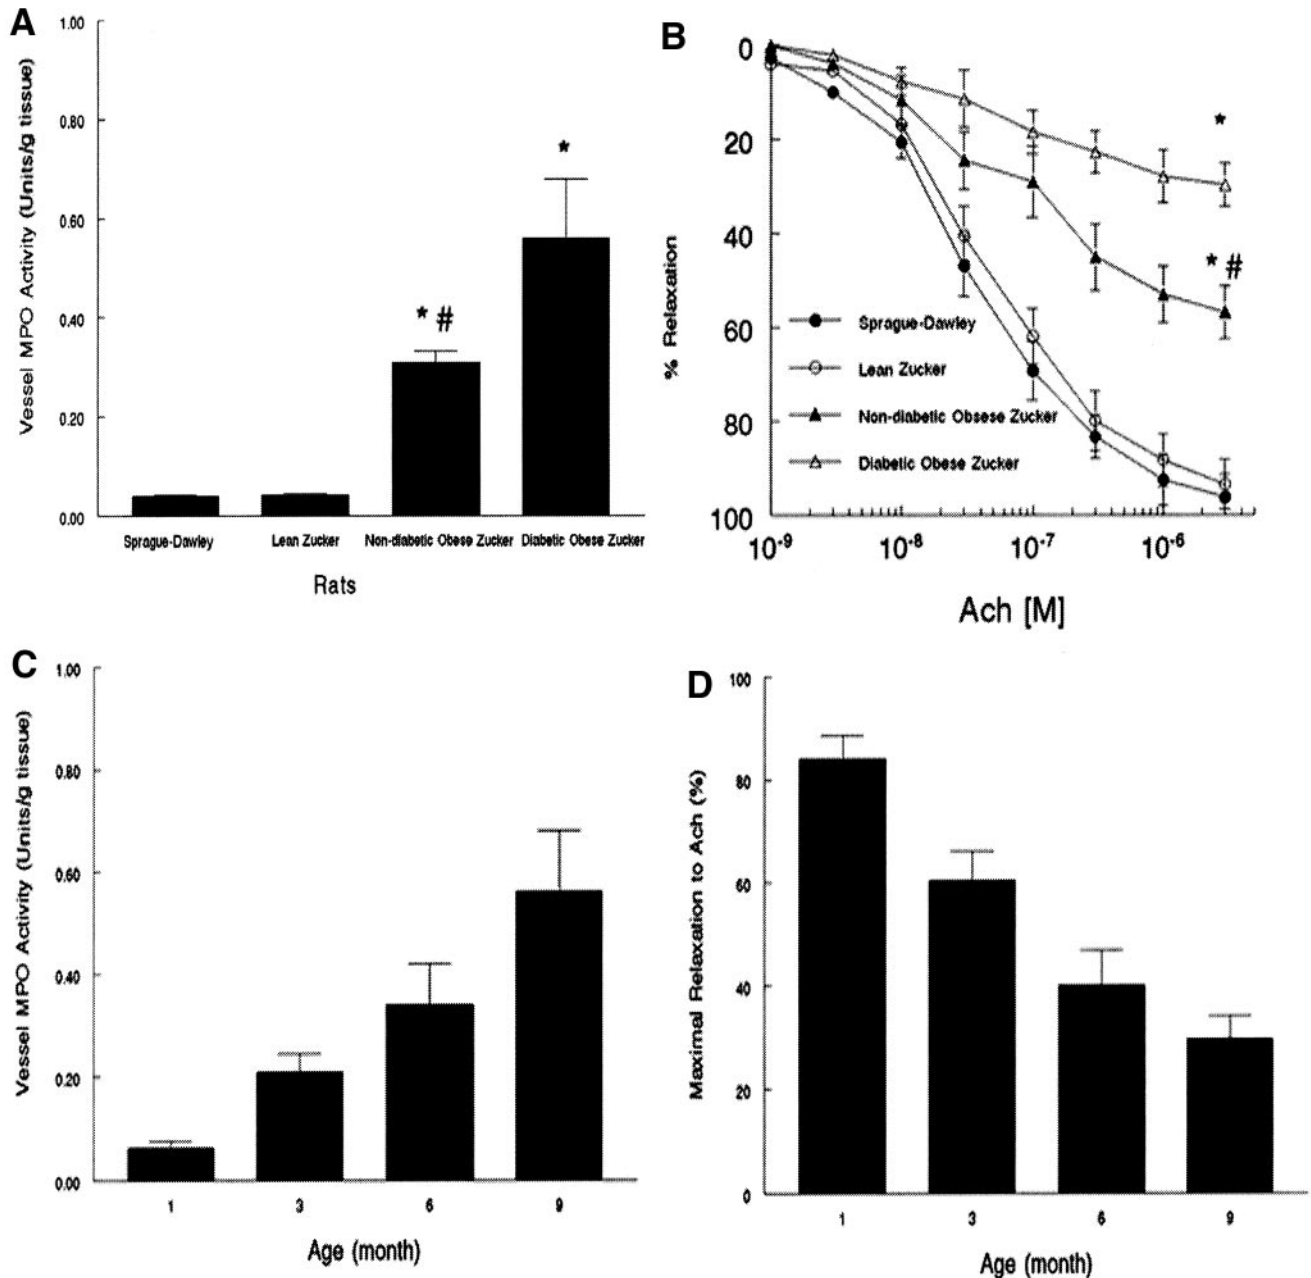 A
Vessel MPO Activity (Units/g tissue)
1.00
0.80
0.60
0.40
0.20
0.00
*
* #
Sprague-Dawley Lean Zucker Non-diabetic Obese Zucker Diabetic Obese Zucker
Rats
B
% Relaxation
0
20
40
60
80
100
*
* #
Sprague-Dawley
Lean Zucker
Non-diabetic Obsese Zucker
Diabetic Obese Zucker
10-9 10-8 10-7 10-6
Ach [M]
C
Vessel MPO Activity (Units/g tissue)
1.00
0.80
0.60
0.40
0.20
0.00
1 3 6 9
Age (month)
D
Maximal Relaxation to Ach (%)
100
80
60
40
20
0
1 3 6 9
Age (month)